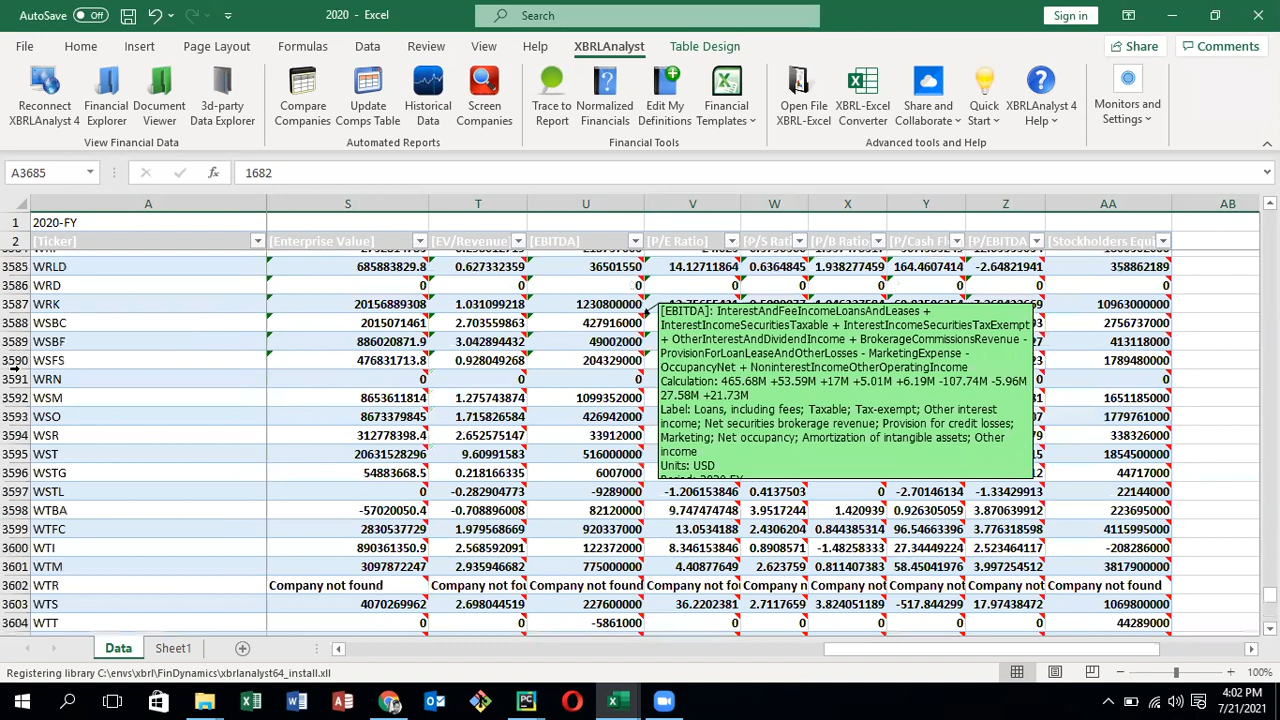 AutoSave Off 2020 - Excel Search Sign in
File Home Insert Page Layout Formulas Data Review View Help XBRLAnalyst Table Design Share Comments
Reconnect XBRLAnalyst 4
Financial Explorer
Document Viewer
3d-party Data Explorer
Compare Companies
Update Comps Table
Historical Data
Screen Companies
Trace to Report
Normalized Financials
Edit My Definitions
Financial Templates
Open File XBRL-Excel
XBRL-Excel Converter
Share and Collaborate
Quick Start
XBRLAnalyst 4 Help
Monitors and Settings
View Financial Data Automated Reports Financial Tools Advanced tools and Help
A3685 fx 1682
A S T U V W X Y Z AA AB
1 2020-FY
2 [Ticker] [Enterprise Value] [EV/Revenue] [EBITDA] [P/E Ratio] [P/S Rati [P/B Ratio [P/Cash Fl [P/EBITDA [Stockholders Equi
3585 WRLD 685883829.8 0.627332359 36501550 14.12711864 0.6364845 1.938277459 164.4607414 -2.64821941 358862189
3586 WRD 0 0 0 0 0 0 0 0 0
3587 WRK 20156889308 1.031099218 1230800000 10963000000
3588 WSBC 2015071461 2.703559863 427916000 2756737000
3589 WSBF 886020871.9 3.042894432 49002000 413118000
3590 WSFS 476831713.8 0.928049268 204329000 1789480000
3591 WRN 0 0 0 0
3592 WSM 8653611814 1.275743874 1099352000 1651185000
3593 WSO 8673379845 1.715826584 426942000 1779761000
3594 WSR 312778398.4 2.652575147 33912000 338326000
3595 WST 20631528296 9.60991583 516000000 1854500000
3596 WSTG 54883668.5 0.218166335 6007000 44717000
3597 WSTL 0 -0.282904773 -9289000 -1.206153846 0.4137503 0 -2.70146134 -1.33429913 22144000
3598 WTBA -57020050.4 -0.708896008 82120000 9.747474748 3.9517244 1.420939 0.926305059 3.870639912 223695000
3599 WTFC 2830537729 1.979568669 920337000 13.0534188 2.4306204 0.844385314 96.54663396 3.776318598 4115995000
3600 WTI 890361350.9 2.568592091 122372000 8.346153846 0.8908571 -1.48258333 27.34449224 2.523464117 -208286000
3601 WTM 3097872247 2.935946682 775000000 4.40877649 2.623759 0.811407383 58.45041976 3.997254512 3817900000
3602 WTR Company not found Company not fou Company not found Company not fo Company n Company no Company no Company no Company not found
3603 WTS 4070269962 2.698044519 227600000 36.2202381 2.7117659 3.824051189 -517.844299 17.97438472 1069800000
3604 WTT 0 0 -5861000 0 0 0 0 0 44289000
[EBITDA]: InterestAndFeeIncomeLoansAndLeases +
InterestIncomeSecuritiesTaxable + InterestIncomeSecuritiesTaxExempt
+ OtherInterestAndDividendIncome + BrokerageCommissionsRevenue -
ProvisionForLoanLeaseAndOtherLosses - MarketingExpense -
OccupancyNet + NoninterestIncomeOtherOperatingIncome
Calculation: 465.68M +53.59M +17M +5.01M +6.19M -107.74M -5.96M
27.58M +21.73M
Label: Loans, including fees; Taxable; Tax-exempt; Other interest
income; Net securities brokerage revenue; Provision for credit losses;
Marketing; Net occupancy; Amortization of intangible assets; Other
income
Units: USD
Data Sheet1
Registering library C:\envs\xbrl\FinDynamics\xbrlanalyst64_install.xll 100%
4:02 PM
7/21/2021